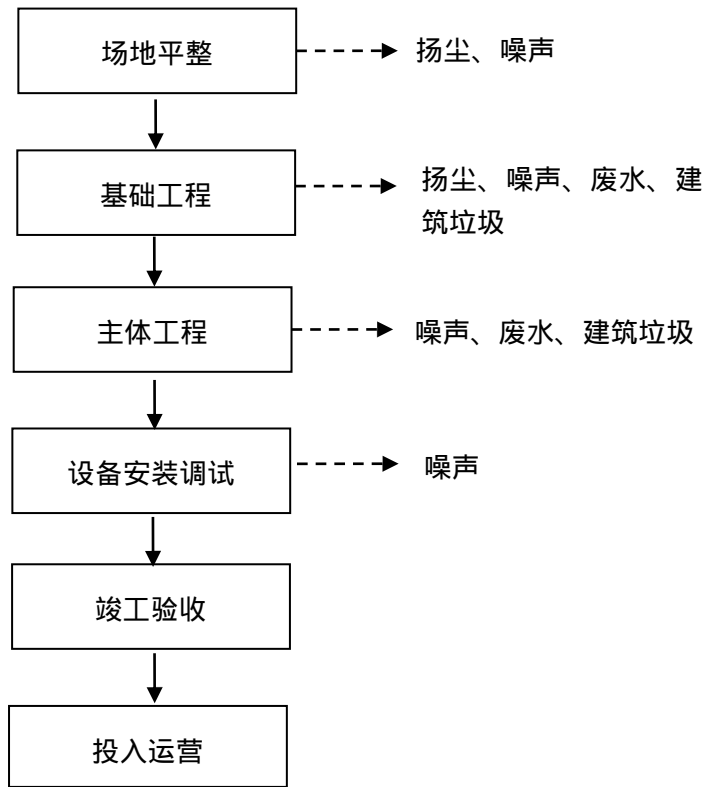 场地平整
扬尘、噪声
基础工程
扬尘、噪声、废水、建
筑垃圾
主体工程
噪声、废水、建筑垃圾
设备安装调试
噪声
竣工验收
投入运营